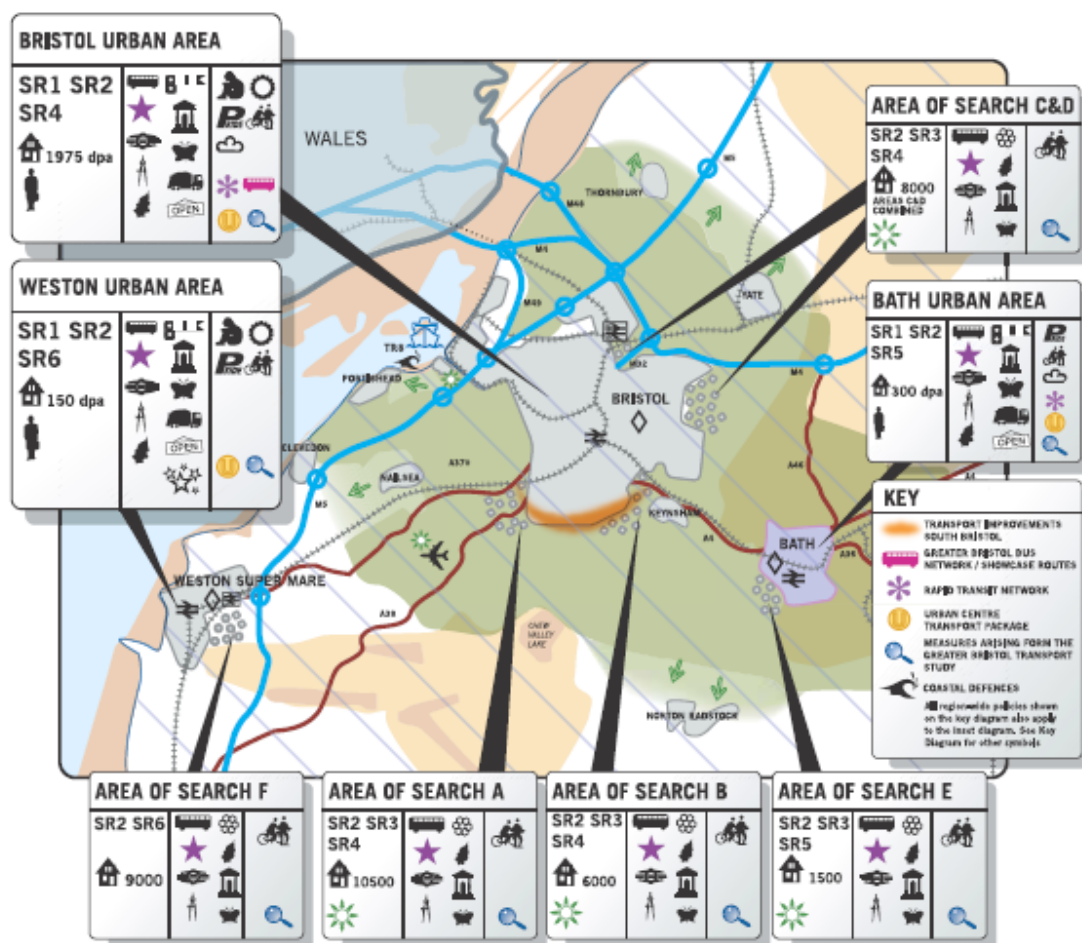 BRISTOL URBAN AREA
SR1 SR2
SR4
1975 dpa
OPEN
WESTON URBAN AREA
SR1 SR2
SR6
150 dpa
OPEN
WALES
THORNBURY
M5
M48
M4
M49
YATE
TR8
M32
M4
BRISTOL
CLEVEDON
A370
NAILSEA
A46
M5
KEYNSHAM
A4
A4
BATH
A36
WESTON SUPER MARE
A38
CHEW
VALLEY
LAKE
NORTON RADSTOCK
AREA OF SEARCH C&D
SR2 SR3
SR4
8000
AREAS C&D
COMBINED
BATH URBAN AREA
SR1 SR2
SR5
300 dpa
OPEN
KEY
TRANSPORT IMPROVEMENTS
SOUTH BRISTOL
GREATER BRISTOL BUS
NETWORK / SHOWCASE ROUTES
RAPID TRANSIT NETWORK
URBAN CENTRE
TRANSPORT PACKAGE
MEASURES ARISING FORM THE
GREATER BRISTOL TRANSPORT
STUDY
COASTAL DEFENCES
All regionwide policies shown
on the key diagram also apply
to the inset diagram. See Key
Diagram for other symbols
AREA OF SEARCH F
SR2 SR6
9000
AREA OF SEARCH A
SR2 SR3
SR4
10500
AREA OF SEARCH B
SR2 SR3
SR4
6000
AREA OF SEARCH E
SR2 SR3
SR5
1500